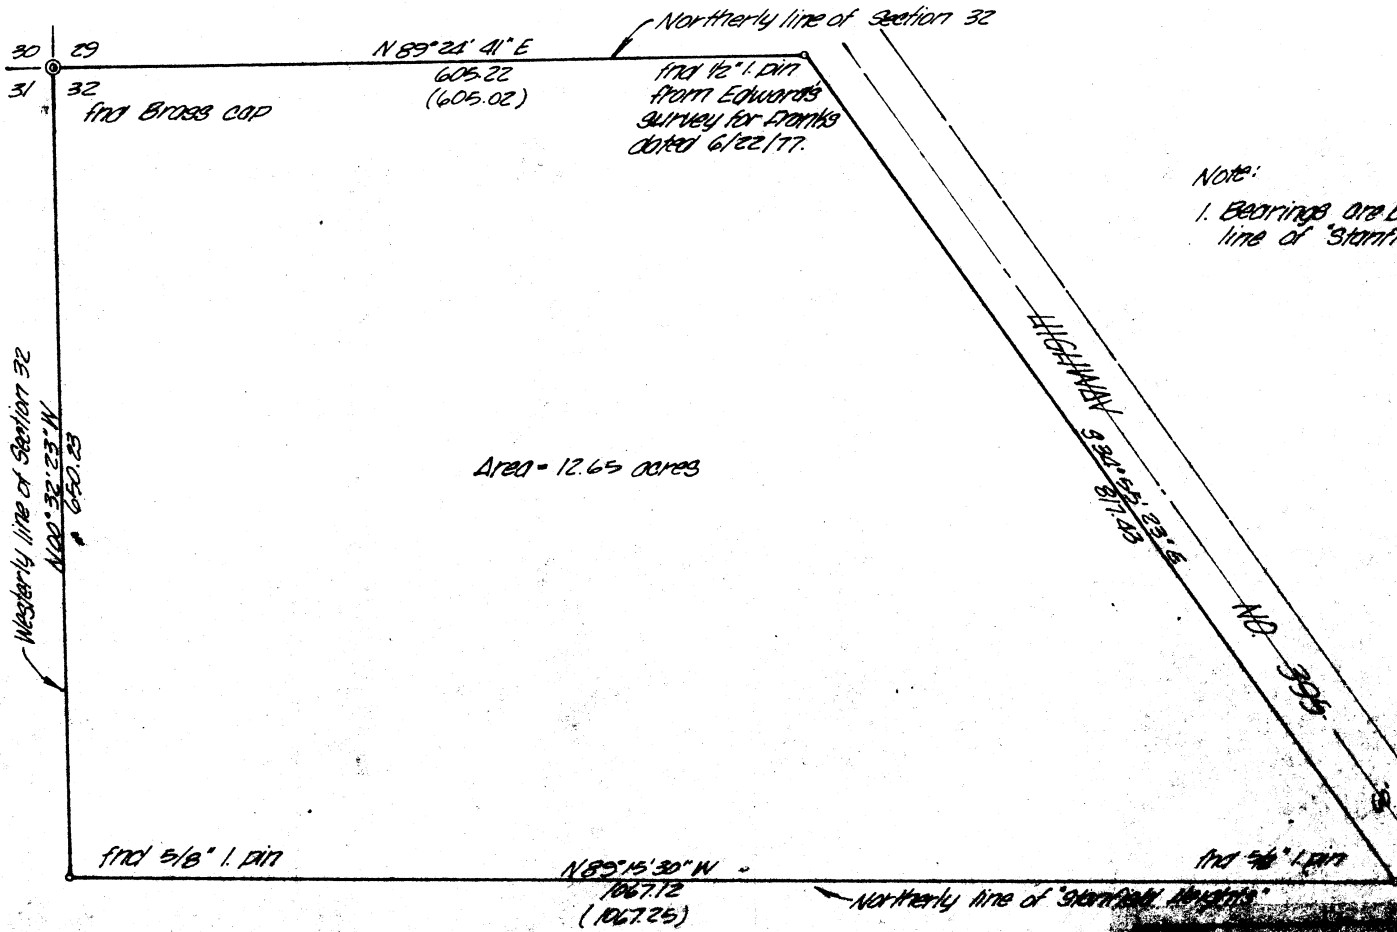 Northerly line of Section 32
30 29
31 32
N 89° 24' 41" E
605.22
(605.02)
fnd Brass cap
fnd 1/2" I. pin
from Edwards
survey for Franks
dated 6/22/77.
Note:
1. Bearings are
line of "Stanf
HIGHWAY
NO. 395
S 34° 55' 23" E
817.43
Westerly line of Section 32
N 00° 32' 23" W
650.23
Area = 12.65 acres
fnd 5/8" I. pin
N 89° 15' 30" W
1067.12
(1067.25)
fnd 5/8" I. pin
Northerly line of "Stanfield Heights"